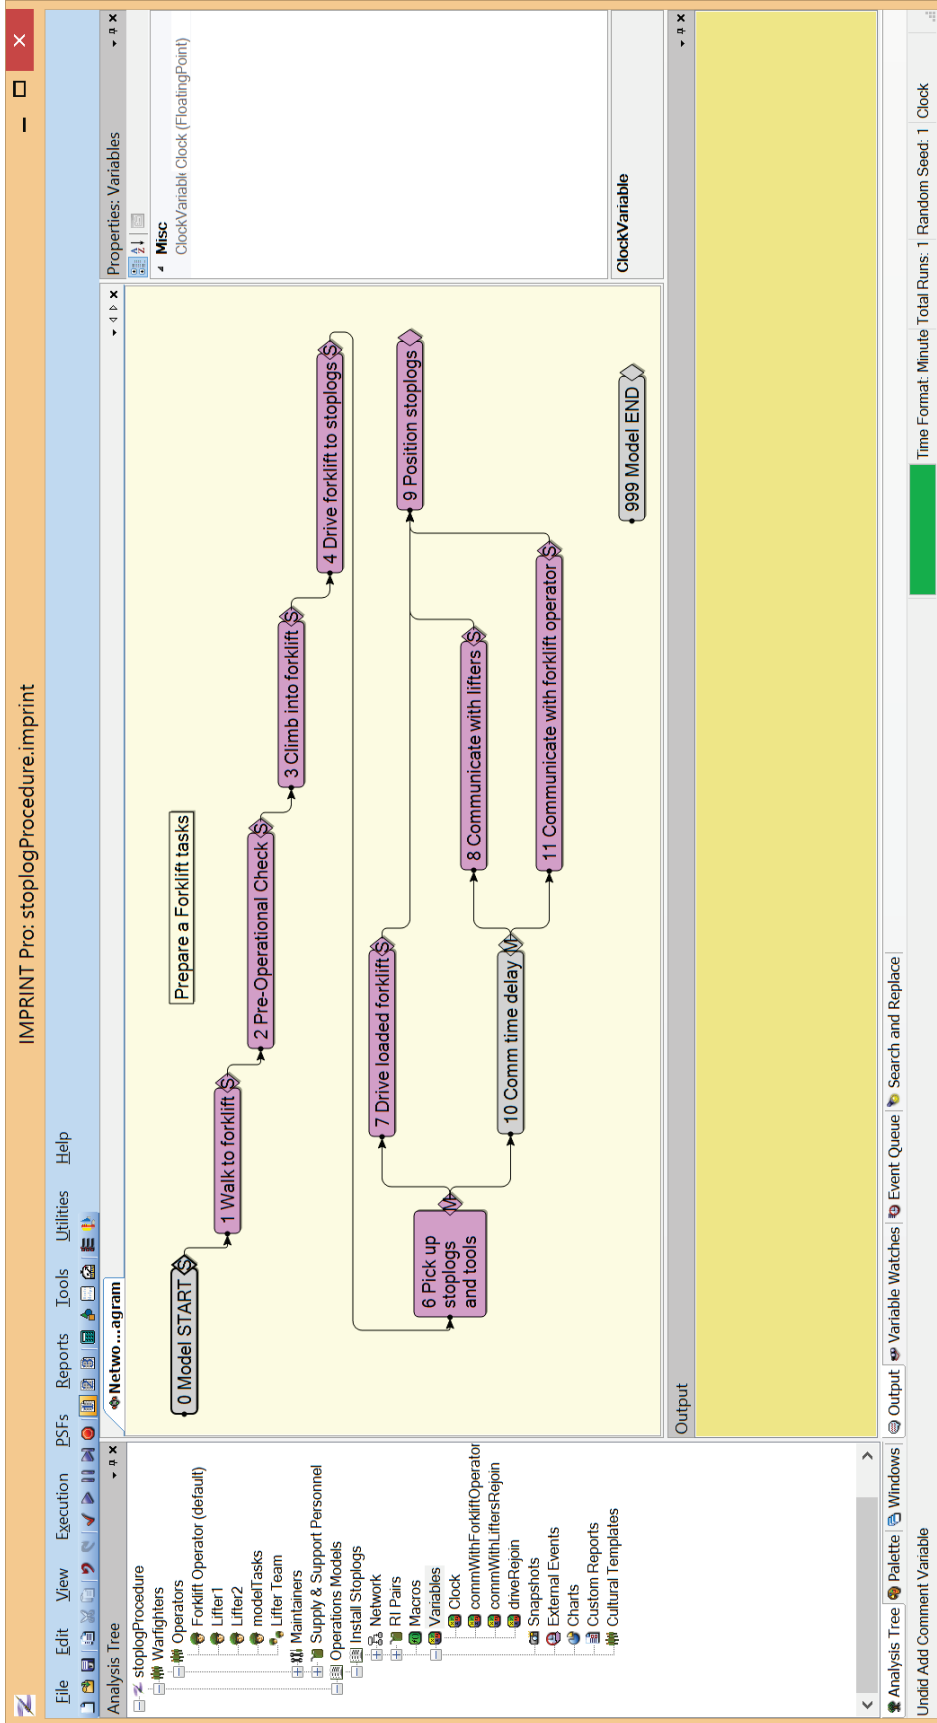 IMPRINT Pro: stoplogProcedure.imprint
File Edit View Execution PSFs Reports Tools Utilities Help
Analysis Tree
stoplogProcedure
Warfighters
Operators
Forklift Operator (default)
Lifter1
Lifter2
modelTasks
Lifter Team
Maintainers
Supply & Support Personnel
Operations Models
Install Stoplogs
Network
RI Pairs
Macros
Variables
Clock
commWithForkliftOperator
commWithLiftersRejoin
driveRejoin
Snapshots
External Events
Charts
Custom Reports
Cultural Templates
Analysis Tree Palette Windows
Netwo...agram
Prepare a Forklift tasks
0 Model START S
1 Walk to forklift S
2 Pre-Operational Check S
3 Climb into forklift S
4 Drive forklift to stoplogs S
6 Pick up
stoplogs
and tools
M
7 Drive loaded forklift S
10 Comm time delay M
8 Communicate with lifters S
11 Communicate with forklift operator S
9 Position stoplogs
999 Model END
Properties: Variables
Misc
ClockVariabl Clock (FloatingPoint)
ClockVariable
Output
Output Variable Watches Event Queue Search and Replace
Undid Add Comment Variable
Time Format: Minute Total Runs: 1 Random Seed: 1 Clock